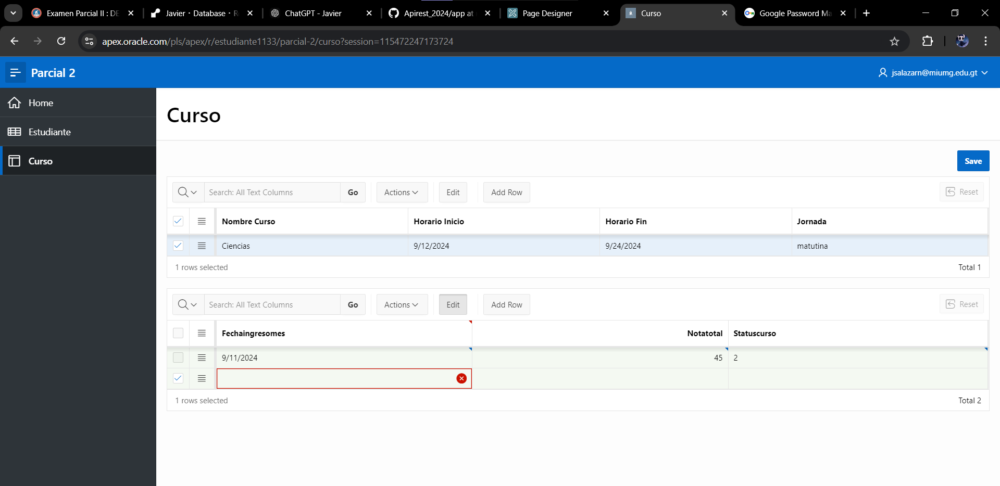 Examen Parcial II : DE
Javier · Database · R
ChatGPT - Javier
Apirest_2024/app at
Page Designer
Curso
Google Password Ma
apex.oracle.com/pls/apex/r/estudiante1133/parcial-2/curso?session=115472247173724
Parcial 2
jsalazarn@miumg.edu.gt
Home
Estudiante
Curso
Curso
Save
Search: All Text Columns Go Actions Edit Add Row Reset
Nombre Curso Horario Inicio Horario Fin Jornada
Ciencias 9/12/2024 9/24/2024 matutina
1 rows selected Total 1
Search: All Text Columns Go Actions Edit Add Row Reset
Fechaingresomes Notatotal Statuscurso
9/11/2024 45 2
1 rows selected Total 2